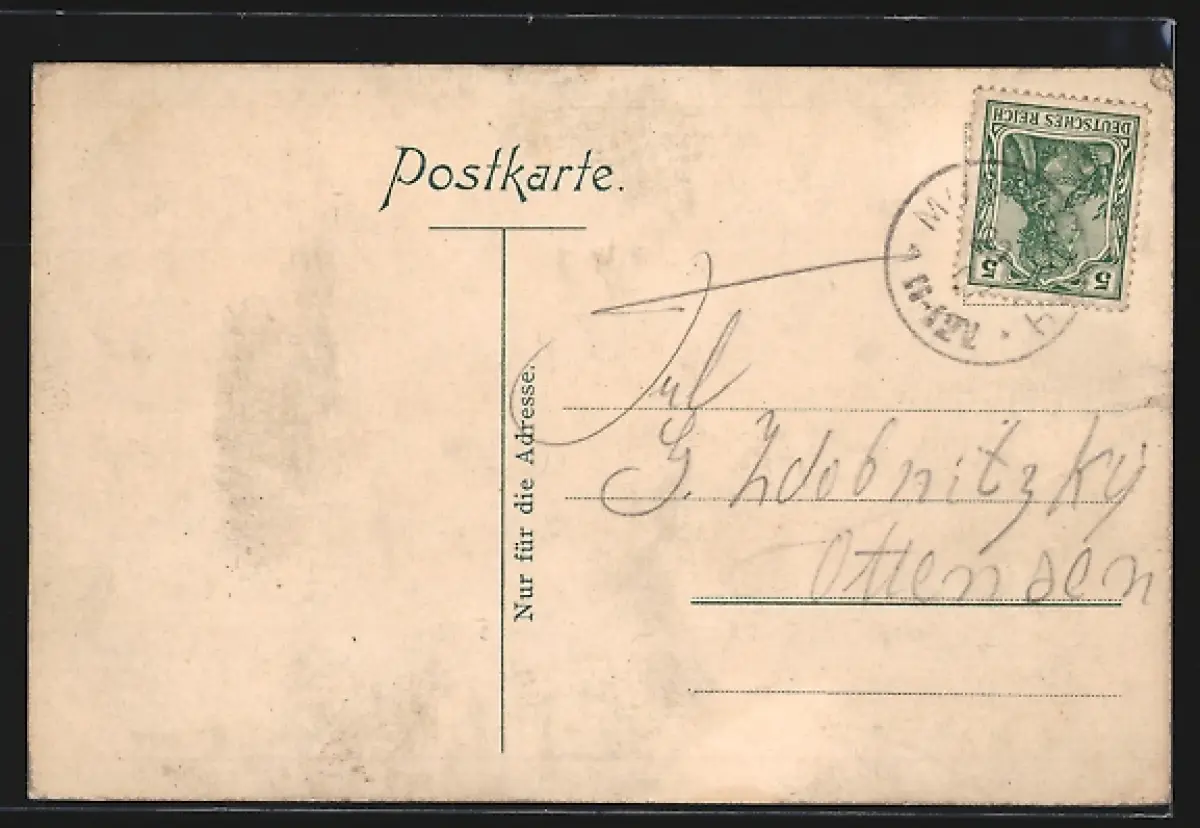 Postkarte.
DEUTSCHES REICH
5 5
Nur für die Adresse.
Frl
G. Zdobnitzky
Ottensen